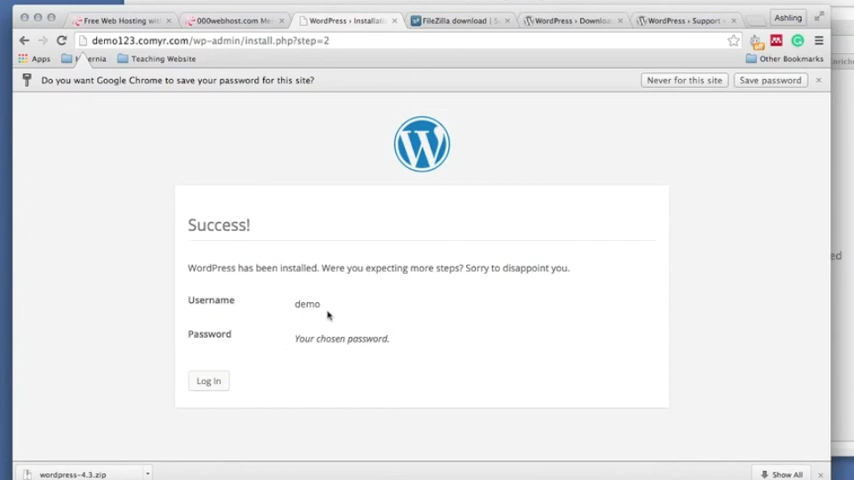 Free Web Hosting with
000webhost.com Me
WordPress › Installa
FileZilla download | S
WordPress › Downloa
WordPress › Support
Ashling
demo123.comyr.com/wp-admin/install.php?step=2
Apps
Teaching Website
Other Bookmarks
Do you want Google Chrome to save your password for this site?
Never for this site
Save password
W
Success!
WordPress has been installed. Were you expecting more steps? Sorry to disappoint you.
Username
demo
Password
Your chosen password.
Log In
wordpress-4.3.zip
Show All